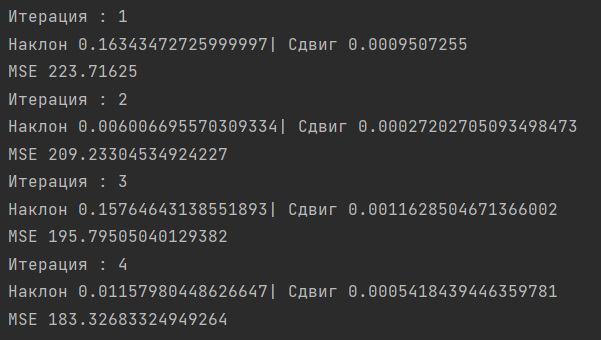 Итерация : 1
Наклон 0.16343472725999997| Сдвиг 0.0009507255
MSE 223.71625
Итерация : 2
Наклон 0.006006695570309334| Сдвиг 0.00027202705093498473
MSE 209.23304534924227
Итерация : 3
Наклон 0.15764643138551893| Сдвиг 0.0011628504671366002
MSE 195.79505040129382
Итерация : 4
Наклон 0.01157980448626647| Сдвиг 0.0005418439446359781
MSE 183.32683324949264